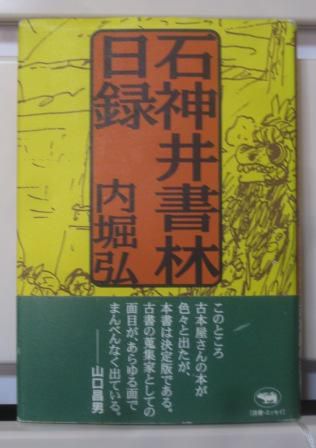 石神井書林
日録
内堀弘
このところ
古本屋さんの本が
色々と出たが、
本書は決定版である。
古書の蒐集家としての
面目が、あらゆる面で
まんべんなく出ている。
――山口昌男